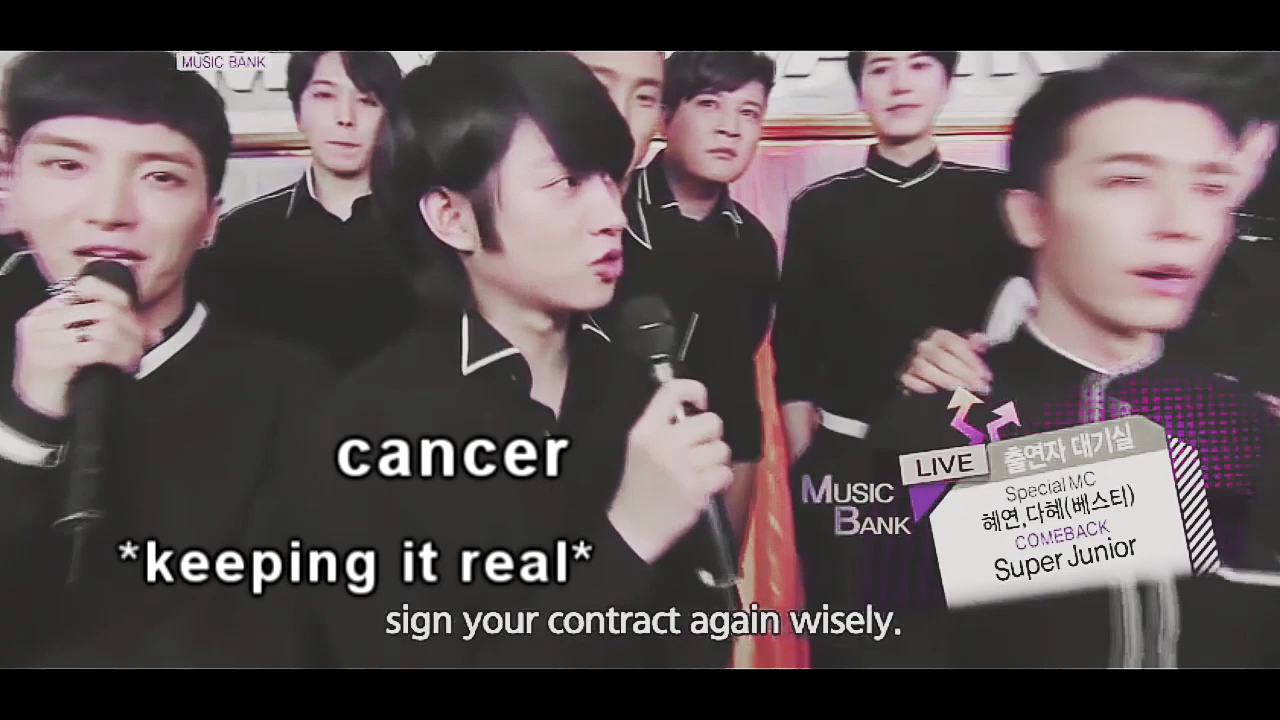 MUSIC BANK
cancer
*keeping it real*
sign your contract again wisely.
MUSIC
BANK
LIVE
출연자 대기실
Special MC
혜연,다혜(베스티)
COMEBACK
Super Junior